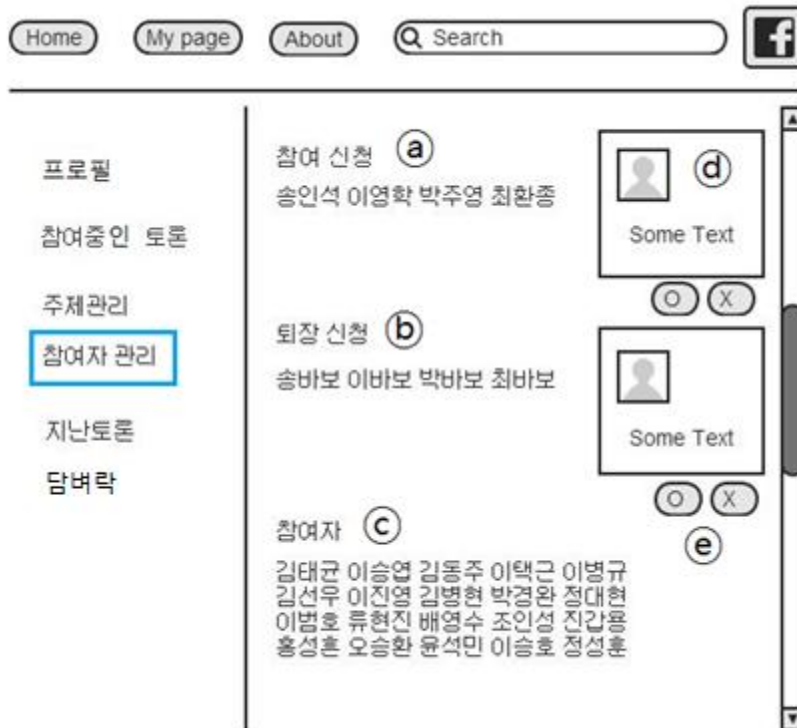 Home My page About Search f
프로필
참여중인 토론
주제관리
참여자 관리
지난토론
담벼락
참여 신청 ⓐ
송인석 이영학 박주영 최환종
ⓓ
Some Text
O X
퇴장 신청 ⓑ
송바보 이바보 박바보 최바보
Some Text
O X
ⓔ
참여자 ⓒ
김태균 이승엽 김동주 이택근 이병규
김선우 이진영 김병현 박경완 정대현
이범호 류현진 배영수 조인성 진갑용
홍성흔 오승환 윤석민 이승호 정성훈